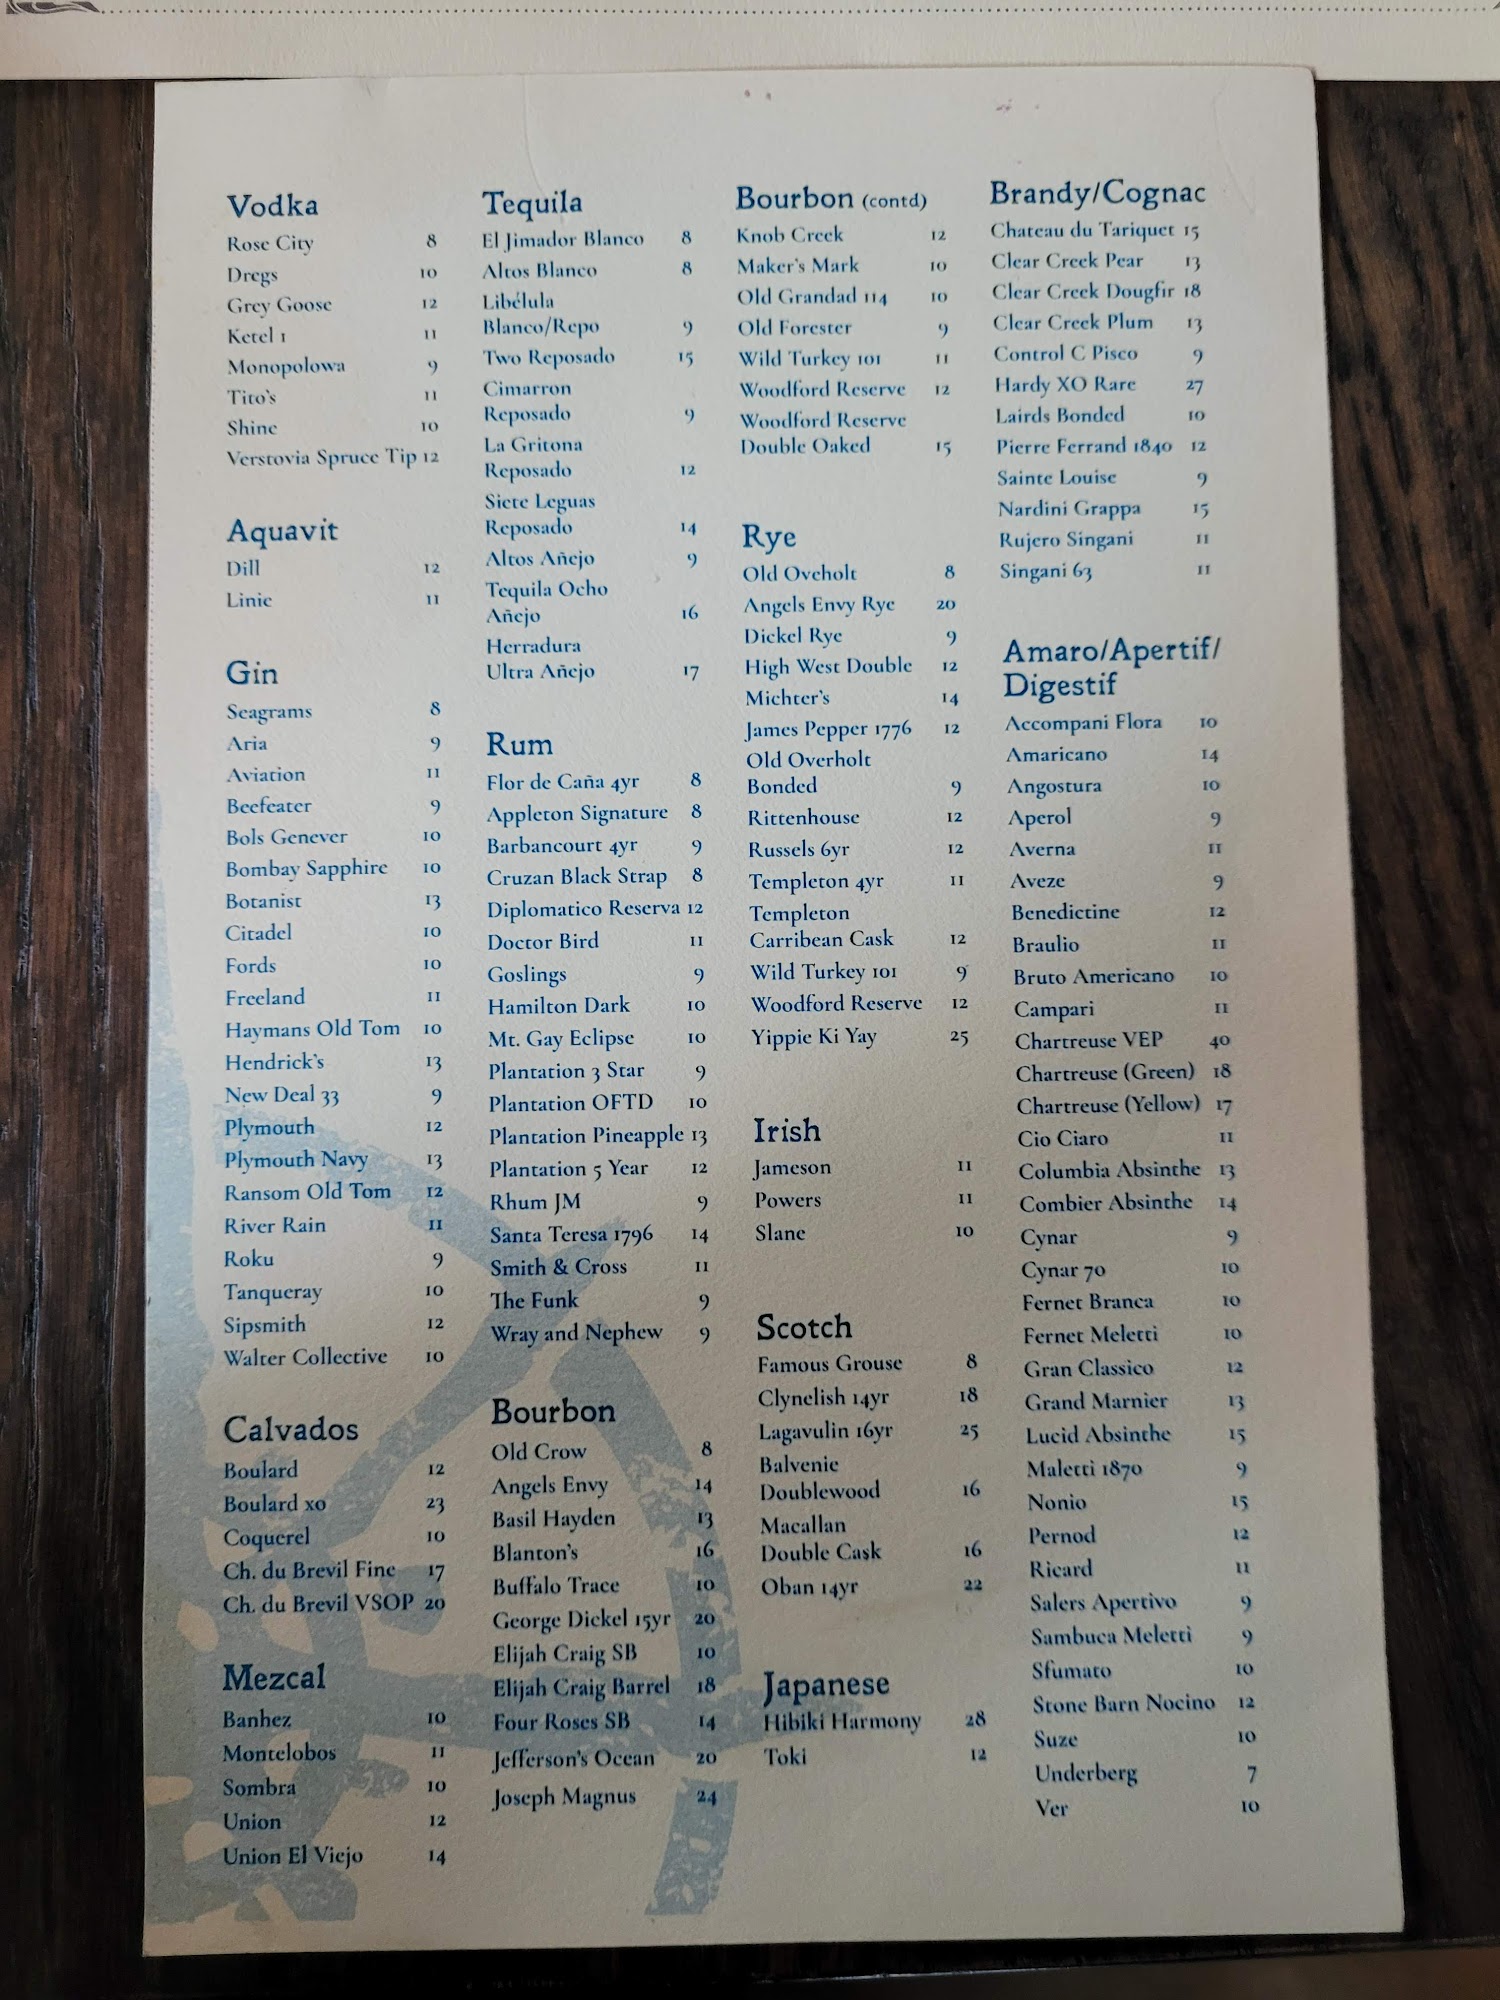 Vodka
Rose City 8
Dregs 10
Grey Goose 12
Ketel 1 11
Monopolowa 9
Tito's 11
Shine 10
Verstovia Spruce Tip 12
Aquavit
Dill 12
Linie 11
Gin
Seagrams 8
Aria 9
Aviation 11
Beefeater 9
Bols Genever 10
Bombay Sapphire 10
Botanist 13
Citadel 10
Fords 10
Freeland 11
Haymans Old Tom 10
Hendrick's 13
New Deal 33 9
Plymouth 12
Plymouth Navy 13
Ransom Old Tom 12
River Rain 11
Roku 9
Tanqueray 10
Sipsmith 12
Walter Collective 10
Calvados
Boulard 12
Boulard xo 23
Coquerel 10
Ch. du Brevil Fine 17
Ch. du Brevil VSOP 20
Mezcal
Banhez 10
Montelobos 11
Sombra 10
Union 12
Union El Viejo 14
Tequila
El Jimador Blanco 8
Altos Blanco 8
Libélula
Blanco/Repo 9
Two Reposado 15
Cimarron
Reposado 9
La Gritona
Reposado 12
Siete Leguas
Reposado 14
Altos Añejo 9
Tequila Ocho
Añejo 16
Herradura
Ultra Añejo 17
Rum
Flor de Caña 4yr 8
Appleton Signature 8
Barbancourt 4yr 9
Cruzan Black Strap 8
Diplomatico Reserva 12
Doctor Bird 11
Goslings 9
Hamilton Dark 10
Mt. Gay Eclipse 10
Plantation 3 Star 9
Plantation OFTD 10
Plantation Pineapple 13
Plantation 5 Year 12
Rhum JM 9
Santa Teresa 1796 14
Smith & Cross 11
The Funk 9
Wray and Nephew 9
Bourbon
Old Crow 8
Angels Envy 14
Basil Hayden 13
Blanton's 16
Buffalo Trace 10
George Dickel 15yr 20
Elijah Craig SB 10
Elijah Craig Barrel 18
Four Roses SB 14
Jefferson's Ocean 20
Joseph Magnus 24
Bourbon (contd)
Knob Creek 12
Maker's Mark 10
Old Grandad 114 10
Old Forester 9
Wild Turkey 101 11
Woodford Reserve 12
Woodford Reserve
Double Oaked 15
Rye
Old Oveholt 8
Angels Envy Rye 20
Dickel Rye 9
High West Double 12
Michter's 14
James Pepper 1776 12
Old Overholt
Bonded 9
Rittenhouse 12
Russels 6yr 12
Templeton 4yr 11
Templeton
Carribean Cask 12
Wild Turkey 101 9
Woodford Reserve 12
Yippie Ki Yay 25
Irish
Jameson 11
Powers 11
Slane 10
Scotch
Famous Grouse 8
Clynelish 14yr 18
Lagavulin 16yr 25
Balvenie
Doublewood 16
Macallan
Double Cask 16
Oban 14yr 22
Japanese
Hibiki Harmony 28
Toki 12
Brandy/Cognac
Chateau du Tariquet 15
Clear Creek Pear 13
Clear Creek Dougfir 18
Clear Creek Plum 13
Control C Pisco 9
Hardy XO Rare 27
Lairds Bonded 10
Pierre Ferrand 1840 12
Sainte Louise 9
Nardini Grappa 15
Rujero Singani 11
Singani 63 11
Amaro/Apertif/
Digestif
Accompani Flora 10
Amaricano 14
Angostura 10
Aperol 9
Averna 11
Aveze 9
Benedictine 12
Braulio 11
Bruto Americano 10
Campari 11
Chartreuse VEP 40
Chartreuse (Green) 18
Chartreuse (Yellow) 17
Cio Ciaro 11
Columbia Absinthe 13
Combier Absinthe 14
Cynar 9
Cynar 70 10
Fernet Branca 10
Fernet Meletti 10
Gran Classico 12
Grand Marnier 13
Lucid Absinthe 15
Maletti 1870 9
Nonio 15
Pernod 12
Ricard 11
Salers Apertivo 9
Sambuca Meletti 9
Sfumato 10
Stone Barn Nocino 12
Suze 10
Underberg 7
Ver 10